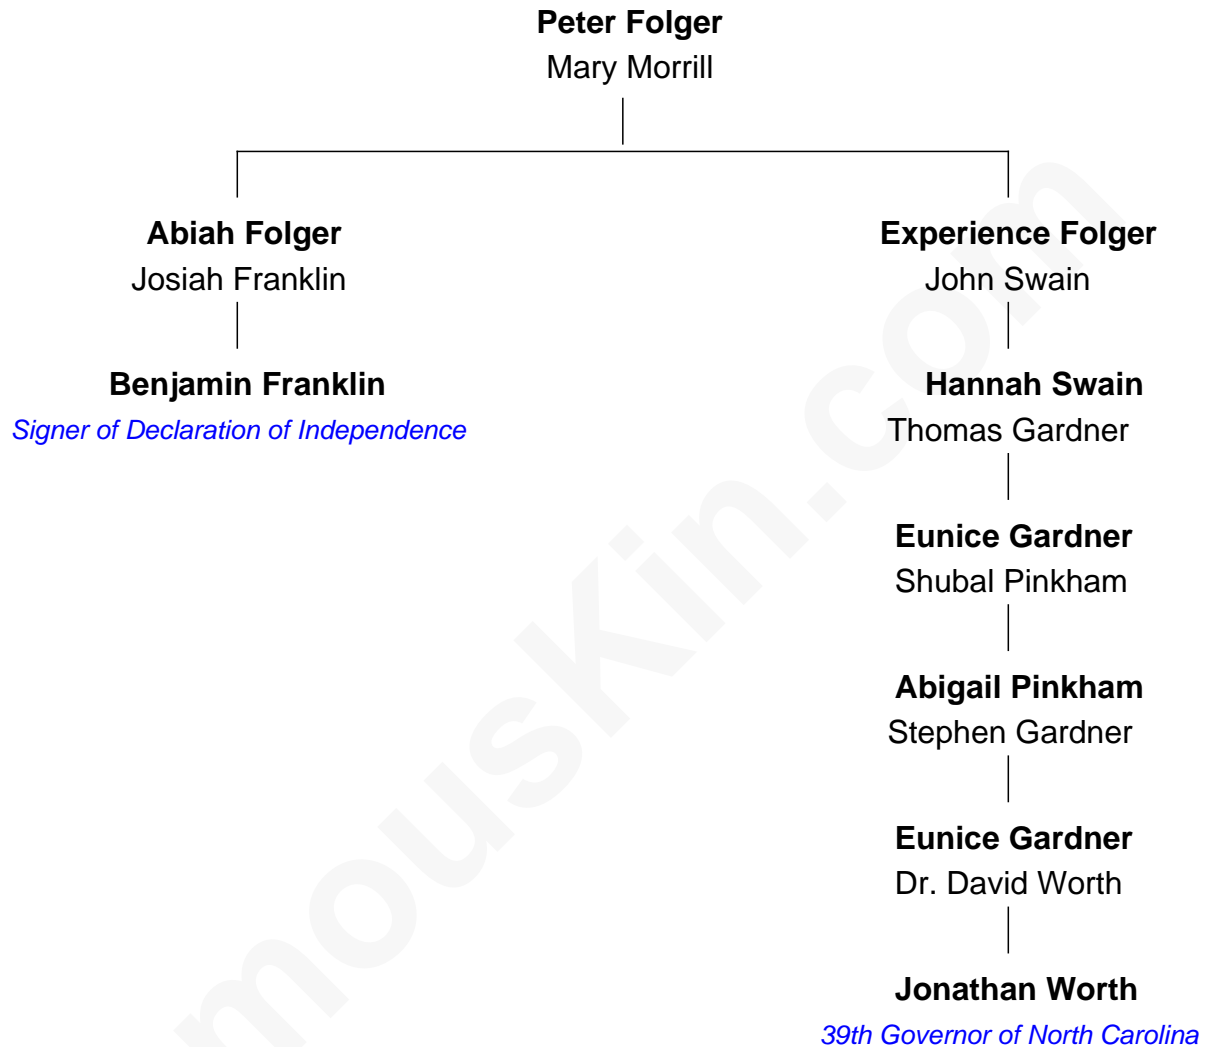 Peter Folger
Mary Morrill
Abiah Folger
Josiah Franklin
Experience Folger
John Swain
Benjamin Franklin
Signer of Declaration of Independence
Hannah Swain
Thomas Gardner
Eunice Gardner
Shubal Pinkham
Abigail Pinkham
Stephen Gardner
Eunice Gardner
Dr. David Worth
Jonathan Worth
39th Governor of North Carolina
mousKin.com